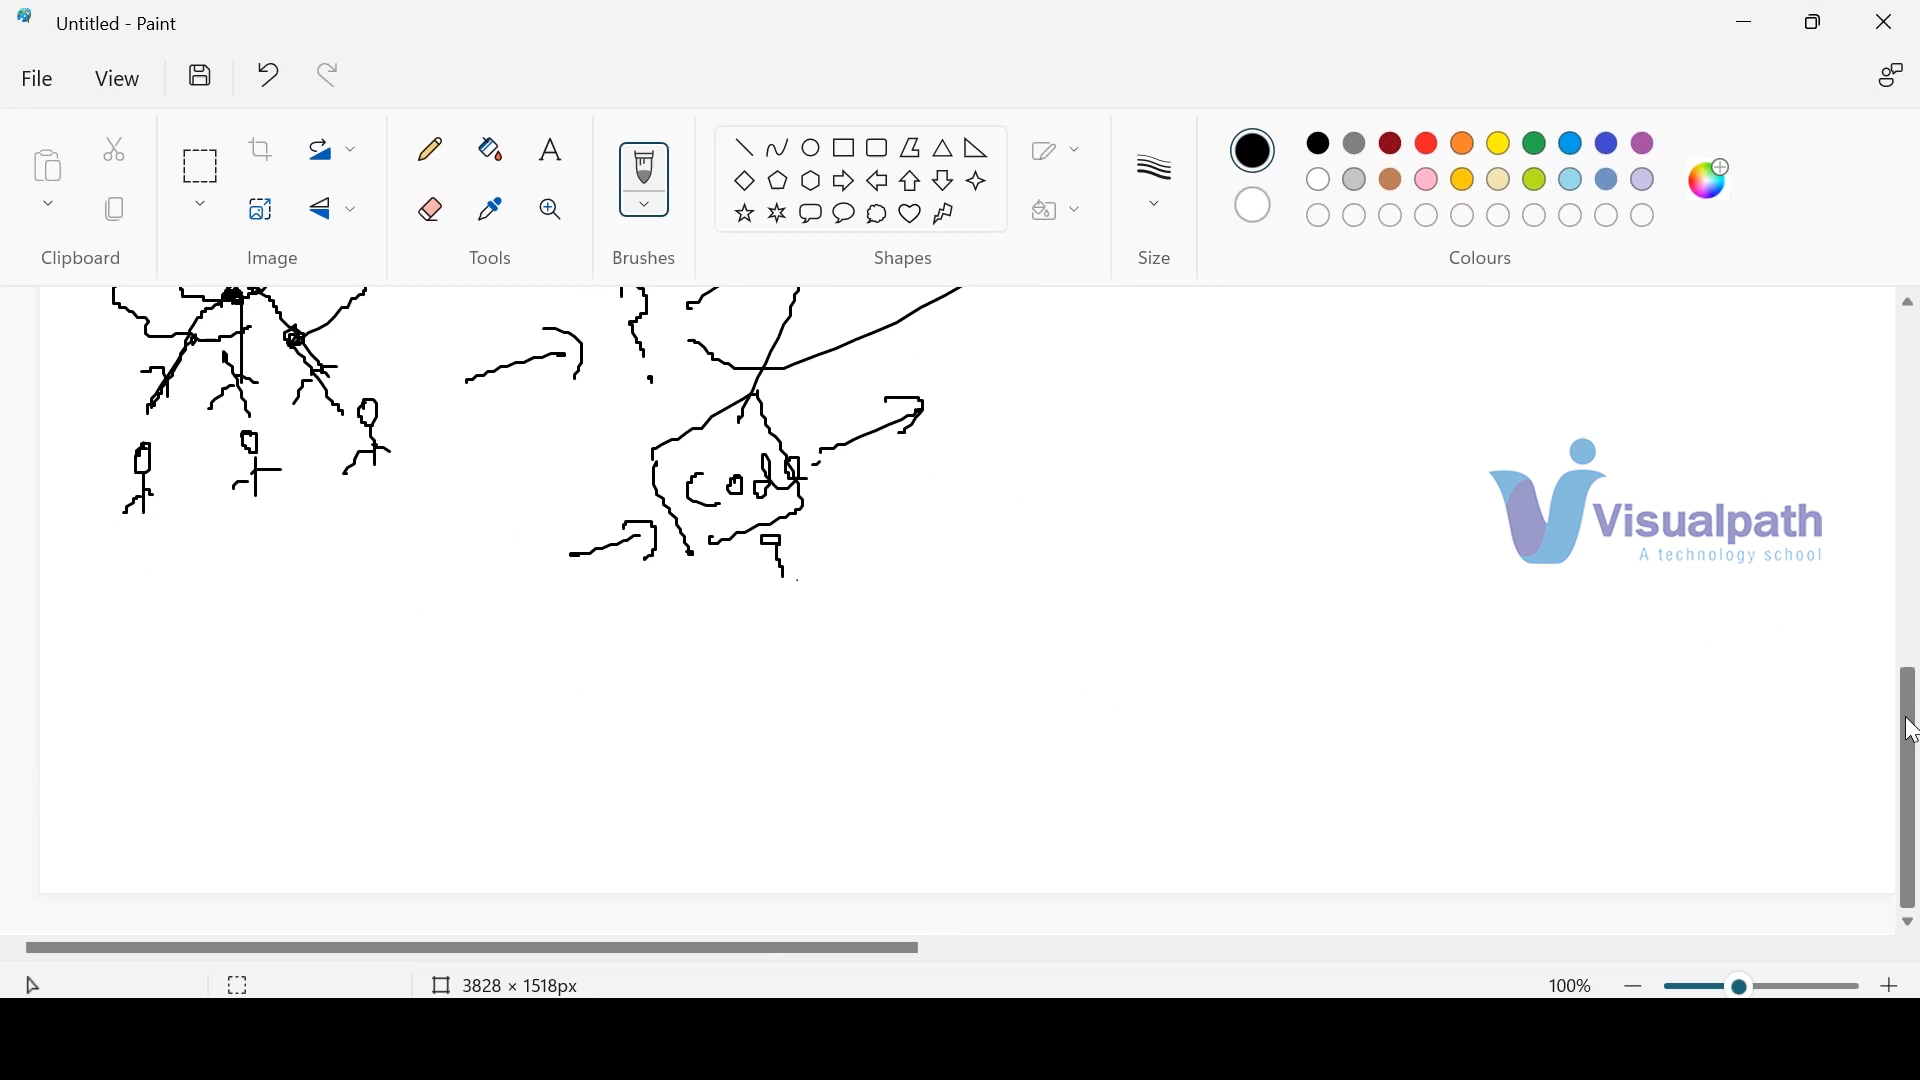 Untitled - Paint
File View
Clipboard Image Tools Brushes Shapes Size Colours
Visualpath
A technology school
3828 × 1518px 100%